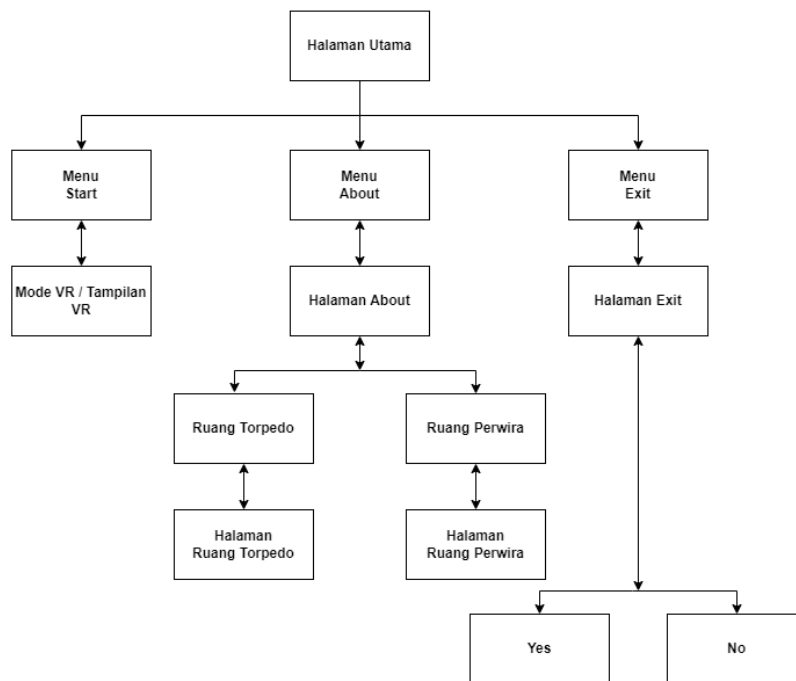 Halaman Utama
Menu
Start
Menu
About
Menu
Exit
Mode VR / Tampilan
VR
Halaman About
Halaman Exit
Ruang Torpedo
Ruang Perwira
Halaman
Ruang Torpedo
Halaman
Ruang Perwira
Yes
No